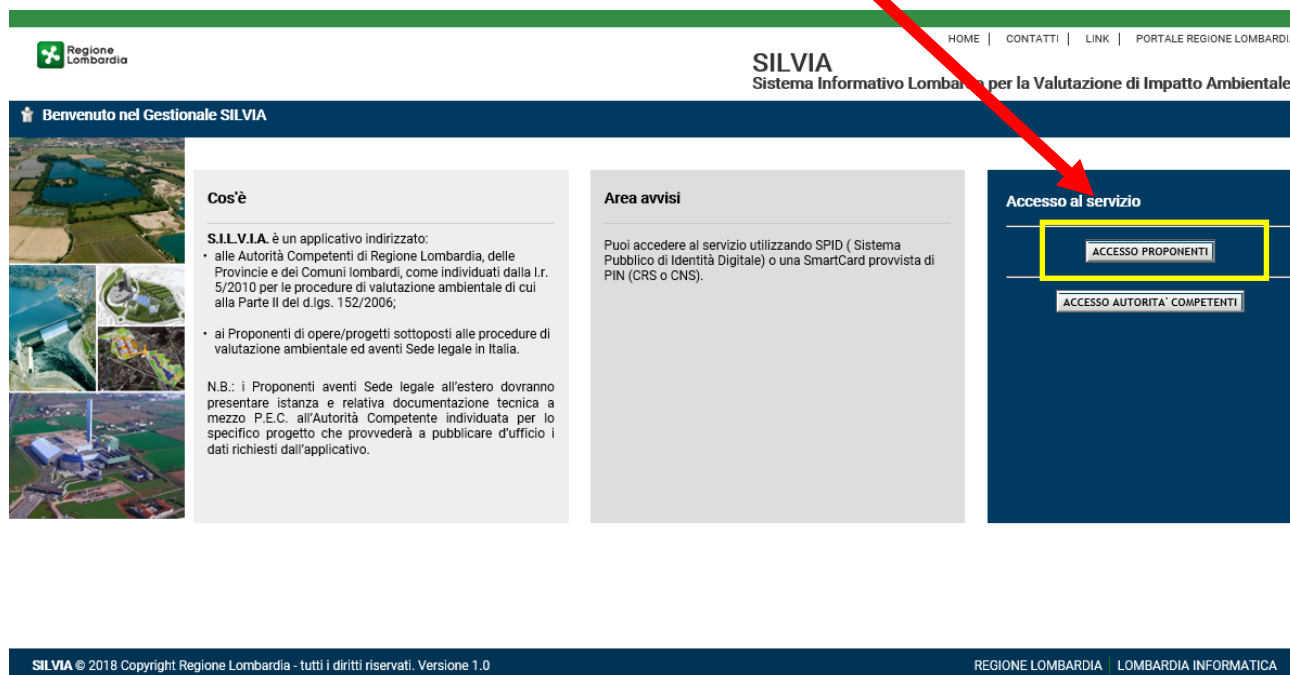 HOME | CONTATTI | LINK | PORTALE REGIONE LOMBARDI
Regione
Lombardia
SILVIA
Sistema Informativo Lombardo per la Valutazione di Impatto Ambientale
Benvenuto nel Gestionale SILVIA
Cos'è
S.I.L.V.I.A. è un applicativo indirizzato:
• alle Autorità Competenti di Regione Lombardia, delle
Provincie e dei Comuni lombardi, come individuati dalla l.r.
5/2010 per le procedure di valutazione ambientale di cui
alla Parte II del d.lgs. 152/2006;
• ai Proponenti di opere/progetti sottoposti alle procedure di
valutazione ambientale ed aventi Sede legale in Italia.
N.B.: i Proponenti aventi Sede legale all'estero dovranno
presentare istanza e relativa documentazione tecnica a
mezzo P.E.C. all'Autorità Competente individuata per lo
specifico progetto che provvederà a pubblicare d'ufficio i
dati richiesti dall'applicativo.
Area avvisi
Puoi accedere al servizio utilizzando SPID ( Sistema
Pubblico di Identità Digitale) o una SmartCard provvista di
PIN (CRS o CNS).
Accesso al servizio
ACCESSO PROPONENTI
ACCESSO AUTORITA' COMPETENTI
SILVIA © 2018 Copyright Regione Lombardia - tutti i diritti riservati. Versione 1.0
REGIONE LOMBARDIA | LOMBARDIA INFORMATICA